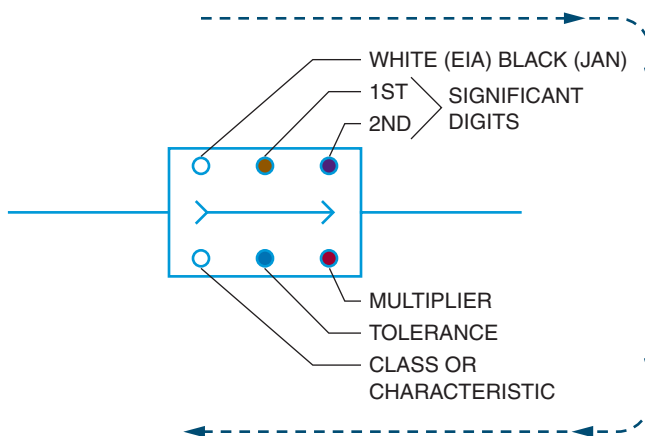 WHITE (EIA) BLACK (JAN)
1ST
2ND
SIGNIFICANT
DIGITS
MULTIPLIER
TOLERANCE
CLASS OR
CHARACTERISTIC